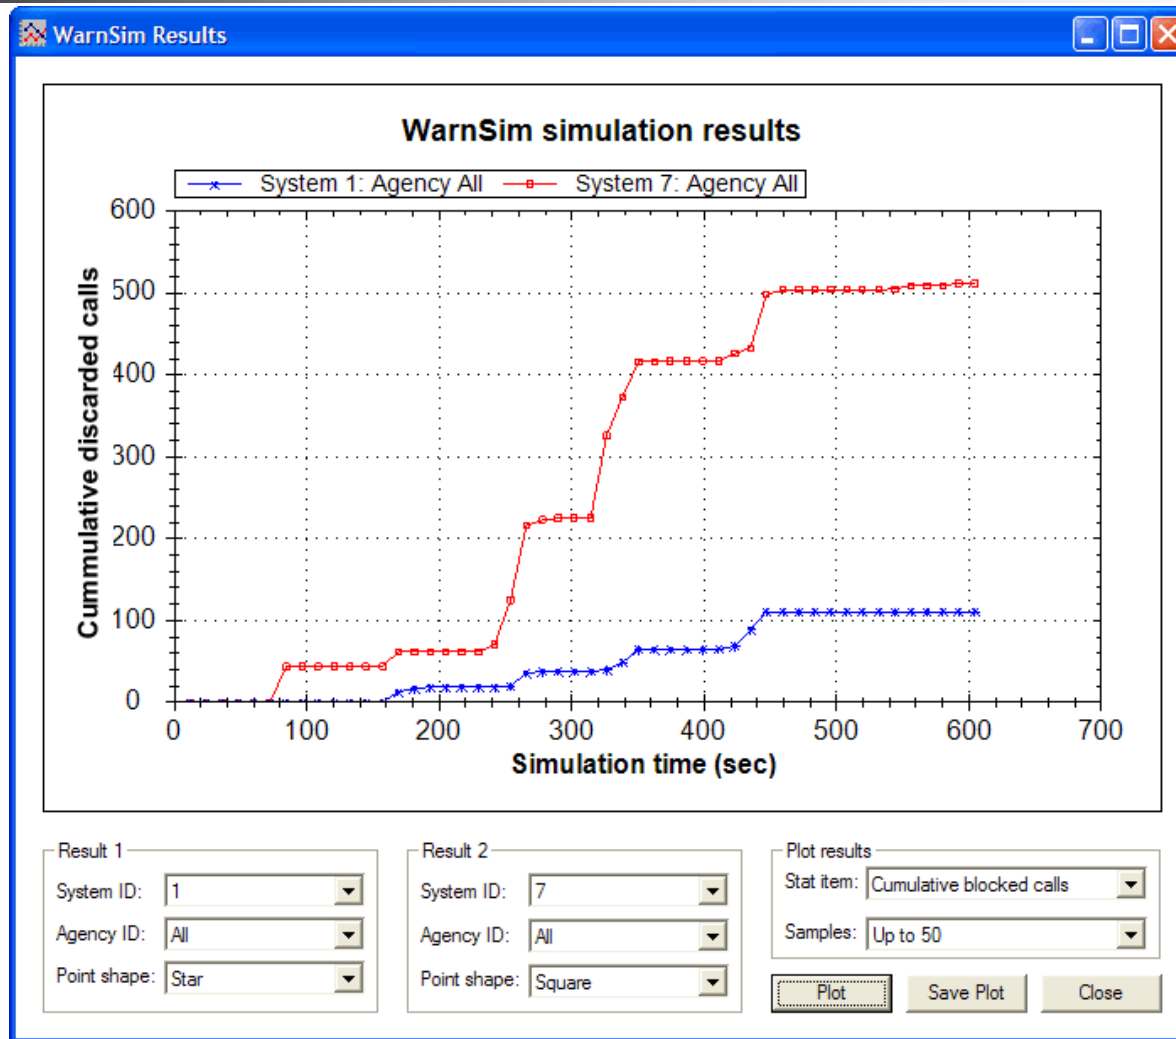 WarnSim Results
WarnSim simulation results
System 1: Agency All System 7: Agency All
600
500
400
300
200
100
0
Cummulative discarded calls
0 100 200 300 400 500 600 700
Simulation time (sec)
Result 1
System ID: 1
Agency ID: All
Point shape: Star
Result 2
System ID: 7
Agency ID: All
Point shape: Square
Plot results
Stat item: Cumulative blocked calls
Samples: Up to 50
Plot Save Plot Close